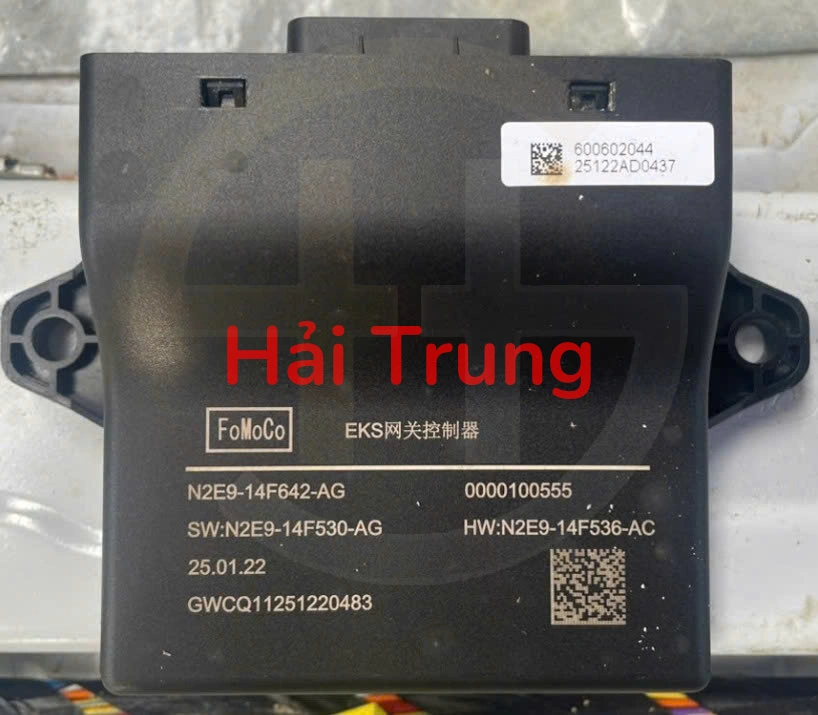 600602044
25122AD0437
Hải Trung
FoMoCo EKS网关控制器
N2E9-14F642-AG 0000100555
SW:N2E9-14F530-AG HW:N2E9-14F536-AC
25.01.22
GWCQ11251220483